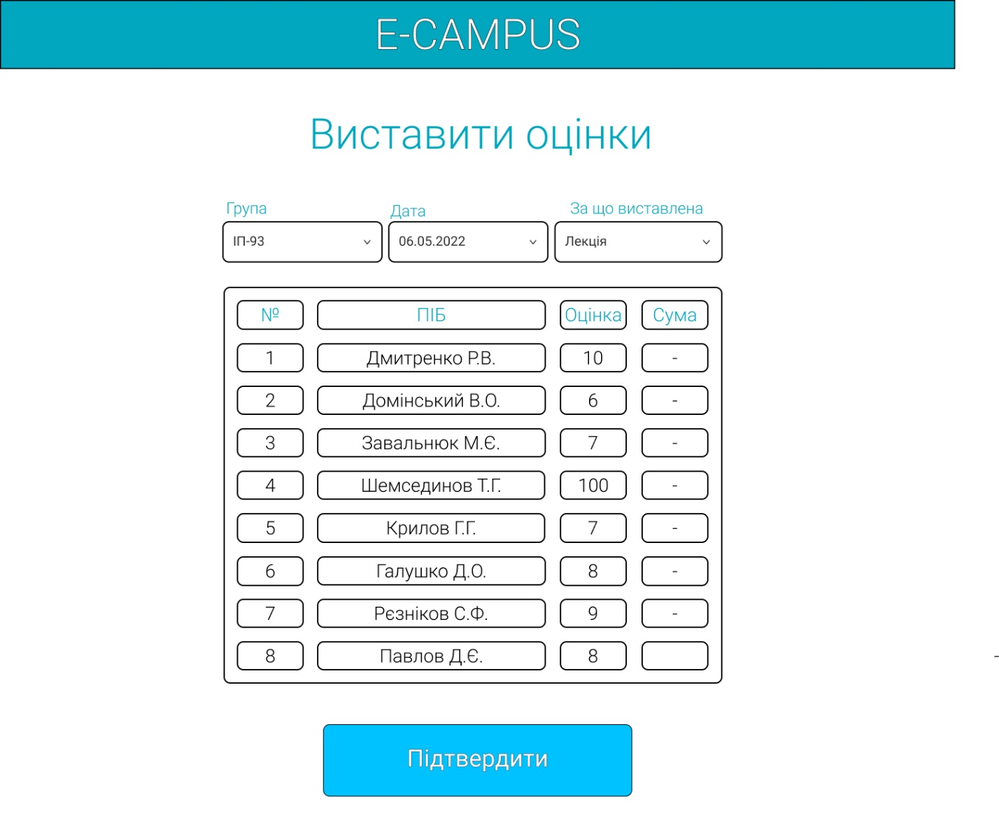 E-CAMPUS
Виставити оцінки
Група Дата За що виставлена
ІП-93 06.05.2022 Лекція
№ ПІБ Оцінка Сума
1 Дмитренко Р.В. 10 -
2 Домінський В.О. 6 -
3 Завальнюк М.Є. 7 -
4 Шемсединов Т.Г. 100 -
5 Крилов Г.Г. 7 -
6 Галушко Д.О. 8 -
7 Рєзніков С.Ф. 9 -
8 Павлов Д.Є. 8 -
Підтвердити